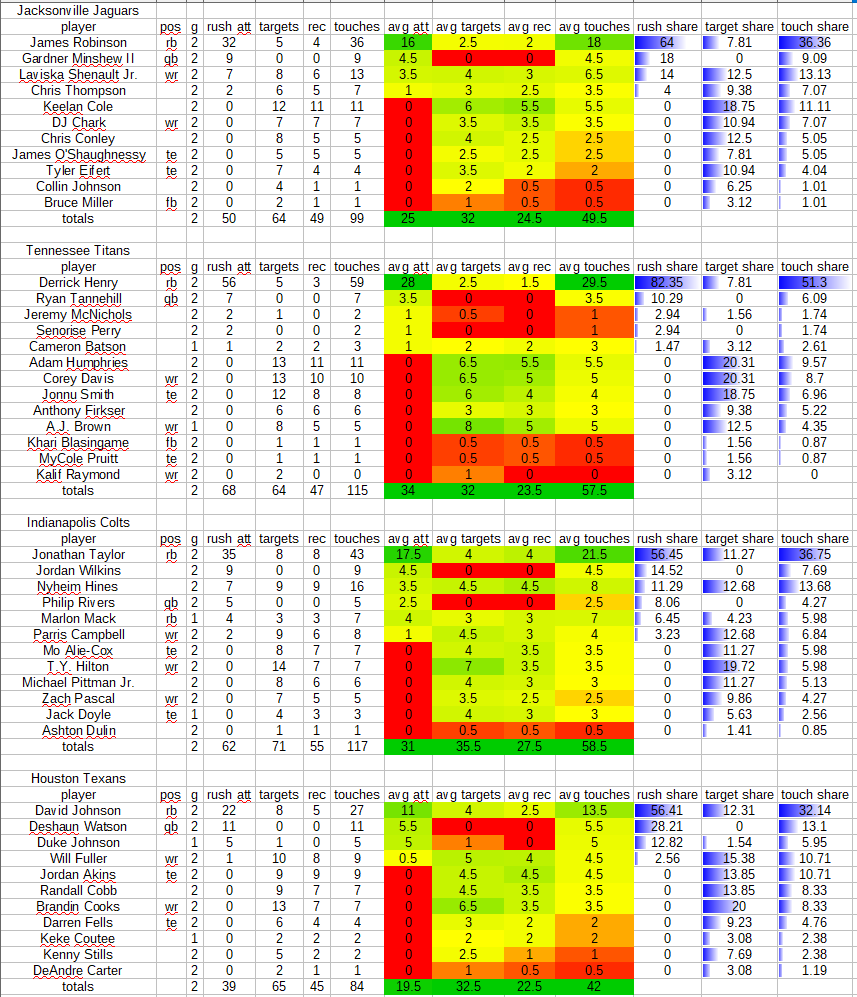 Jacksonville Jaguars
player pos g rush att targets rec touches avg att avg targets avg rec avg touches rush share target share touch share
James Robinson rb 2 32 5 4 36 16 2.5 2 18 64 7.81 36.36
Gardner Minshew II qb 2 9 0 0 9 4.5 0 0 4.5 18 0 9.09
Laviska Shenault Jr. wr 2 7 8 6 13 3.5 4 3 6.5 14 12.5 13.13
Chris Thompson 2 2 6 5 7 1 3 2.5 3.5 4 9.38 7.07
Keelan Cole 2 0 12 11 11 0 6 5.5 5.5 0 18.75 11.11
DJ Chark wr 2 0 7 7 7 0 3.5 3.5 3.5 0 10.94 7.07
Chris Conley 2 0 8 5 5 0 4 2.5 2.5 0 12.5 5.05
James O'Shaughnessy te 2 0 5 5 5 0 2.5 2.5 2.5 0 7.81 5.05
Tyler Eifert te 2 0 7 4 4 0 3.5 2 2 0 10.94 4.04
Collin Johnson 2 0 4 1 1 0 2 0.5 0.5 0 6.25 1.01
Bruce Miller fb 2 0 2 1 1 0 1 0.5 0.5 0 3.12 1.01
totals 2 50 64 49 99 25 32 24.5 49.5
Tennessee Titans
player pos g rush att targets rec touches avg att avg targets avg rec avg touches rush share target share touch share
Derrick Henry rb 2 56 5 3 59 28 2.5 1.5 29.5 82.35 7.81 51.3
Ryan Tannehill qb 2 7 0 0 7 3.5 0 0 3.5 10.29 0 6.09
Jeremy McNichols 2 2 1 0 2 1 0.5 0 1 2.94 1.56 1.74
Senorise Perry 2 2 0 0 2 1 0 0 1 2.94 0 1.74
Cameron Batson 1 1 2 2 3 1 2 2 3 1.47 3.12 2.61
Adam Humphries 2 0 13 11 11 0 6.5 5.5 5.5 0 20.31 9.57
Corey Davis wr 2 0 13 10 10 0 6.5 5 5 0 20.31 8.7
Jonnu Smith te 2 0 12 8 8 0 6 4 4 0 18.75 6.96
Anthony Firkser 2 0 6 6 6 0 3 3 3 0 9.38 5.22
A.J. Brown wr 1 0 8 5 5 0 8 5 5 0 12.5 4.35
Khari Blasingame fb 2 0 1 1 1 0 0.5 0.5 0.5 0 1.56 0.87
MyCole Pruitt te 2 0 1 1 1 0 0.5 0.5 0.5 0 1.56 0.87
Kalif Raymond wr 2 0 2 0 0 0 1 0 0 0 3.12 0
totals 2 68 64 47 115 34 32 23.5 57.5
Indianapolis Colts
player pos g rush att targets rec touches avg att avg targets avg rec avg touches rush share target share touch share
Jonathan Taylor rb 2 35 8 8 43 17.5 4 4 21.5 56.45 11.27 36.75
Jordan Wilkins 2 9 0 0 9 4.5 0 0 4.5 14.52 0 7.69
Nyheim Hines 2 7 9 9 16 3.5 4.5 4.5 8 11.29 12.68 13.68
Philip Rivers qb 2 5 0 0 5 2.5 0 0 2.5 8.06 0 4.27
Marlon Mack rb 1 4 3 3 7 4 3 3 7 6.45 4.23 5.98
Parris Campbell wr 2 2 9 6 8 1 4.5 3 4 3.23 12.68 6.84
Mo Alie-Cox te 2 0 8 7 7 0 4 3.5 3.5 0 11.27 5.98
T.Y. Hilton wr 2 0 14 7 7 0 7 3.5 3.5 0 19.72 5.98
Michael Pittman Jr. 2 0 8 6 6 0 4 3 3 0 11.27 5.13
Zach Pascal wr 2 0 7 5 5 0 3.5 2.5 2.5 0 9.86 4.27
Jack Doyle te 1 0 4 3 3 0 4 3 3 0 5.63 2.56
Ashton Dulin 2 0 1 1 1 0 0.5 0.5 0.5 0 1.41 0.85
totals 2 62 71 55 117 31 35.5 27.5 58.5
Houston Texans
player pos g rush att targets rec touches avg att avg targets avg rec avg touches rush share target share touch share
David Johnson rb 2 22 8 5 27 11 4 2.5 13.5 56.41 12.31 32.14
Deshaun Watson qb 2 11 0 0 11 5.5 0 0 5.5 28.21 0 13.1
Duke Johnson 1 5 1 0 5 5 1 0 5 12.82 1.54 5.95
Will Fuller wr 2 1 10 8 9 0.5 5 4 4.5 2.56 15.38 10.71
Jordan Akins te 2 0 9 9 9 0 4.5 4.5 4.5 0 13.85 10.71
Randall Cobb 2 0 9 7 7 0 4.5 3.5 3.5 0 13.85 8.33
Brandin Cooks wr 2 0 13 7 7 0 6.5 3.5 3.5 0 20 8.33
Darren Fells te 2 0 6 4 4 0 3 2 2 0 9.23 4.76
Keke Coutee 1 0 2 2 2 0 2 2 2 0 3.08 2.38
Kenny Stills 2 0 5 2 2 0 2.5 1 1 0 7.69 2.38
DeAndre Carter 2 0 2 1 1 0 1 0.5 0.5 0 3.08 1.19
totals 2 39 65 45 84 19.5 32.5 22.5 42